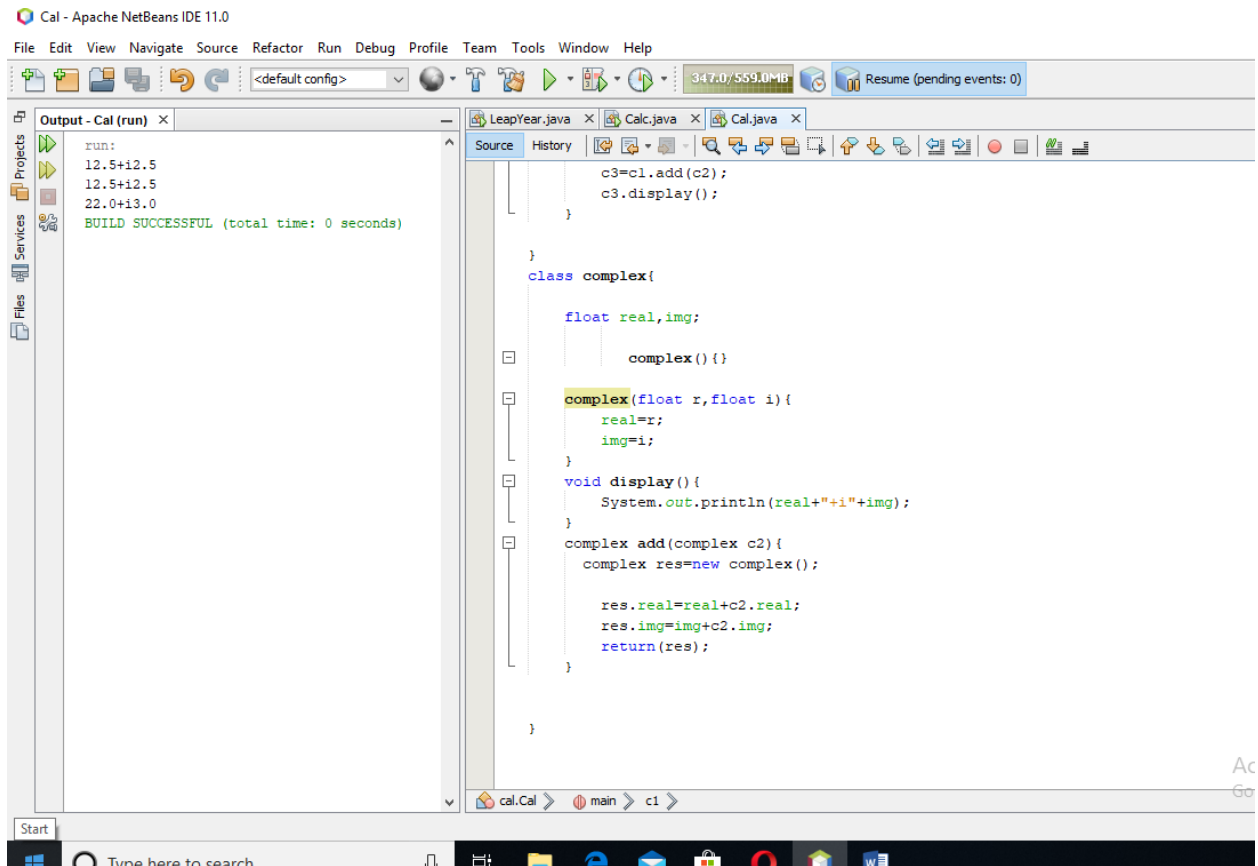 Cal - Apache NetBeans IDE 11.0
File Edit View Navigate Source Refactor Run Debug Profile Team Tools Window Help
<default config> 347.0/559.0MB Resume (pending events: 0)
Projects
Services
Files
Output - Cal (run)
run:
12.5+i2.5
12.5+i2.5
22.0+i3.0
BUILD SUCCESSFUL (total time: 0 seconds)
LeapYear.java Calc.java Cal.java
Source History
c3=c1.add(c2);
c3.display();
}
}
class complex{
float real,img;
complex(){}
complex(float r,float i){
real=r;
img=i;
}
void display(){
System.out.println(real+"+i"+img);
}
complex add(complex c2){
complex res=new complex();
res.real=real+c2.real;
res.img=img+c2.img;
return(res);
}
}
cal.Cal main c1
Start
Type here to search